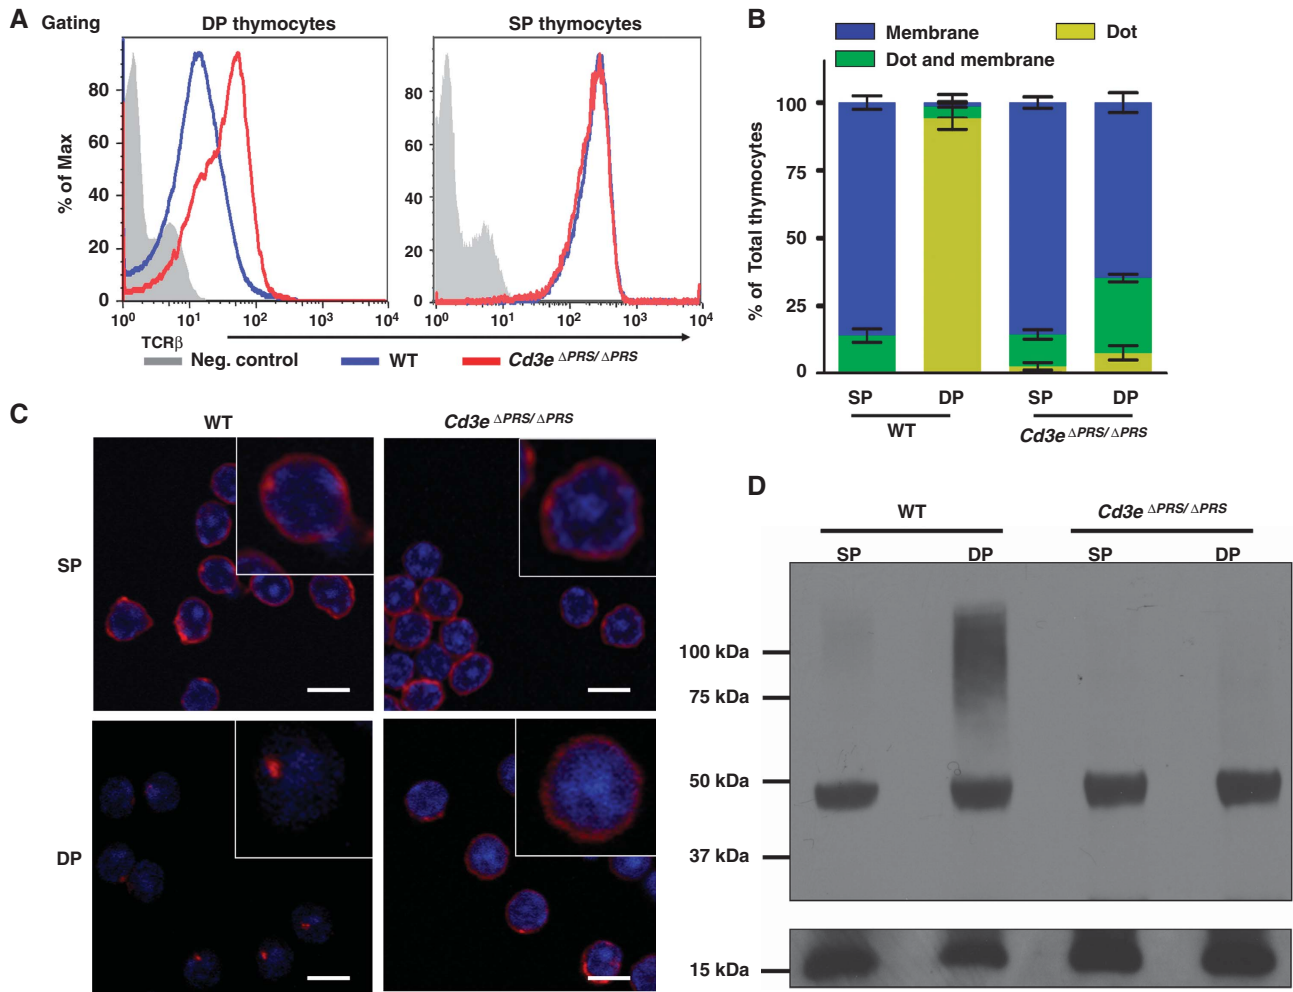 A Gating
DP thymocytes
SP thymocytes
% of Max
80
60
40
20
0
10⁰ 10¹ 10² 10³ 10⁴
80
60
40
20
0
10⁰ 10¹ 10² 10³ 10⁴
TCRβ
Neg. control WT Cd3e ΔPRS/ΔPRS
B
Membrane Dot
Dot and membrane
% of Total thymocytes
100
75
50
25
0
SP DP SP DP
WT Cd3e ΔPRS/ΔPRS
C
WT Cd3e ΔPRS/ΔPRS
SP
DP
D
WT Cd3e ΔPRS/ΔPRS
SP DP SP DP
100 kDa
75 kDa
50 kDa
37 kDa
15 kDa